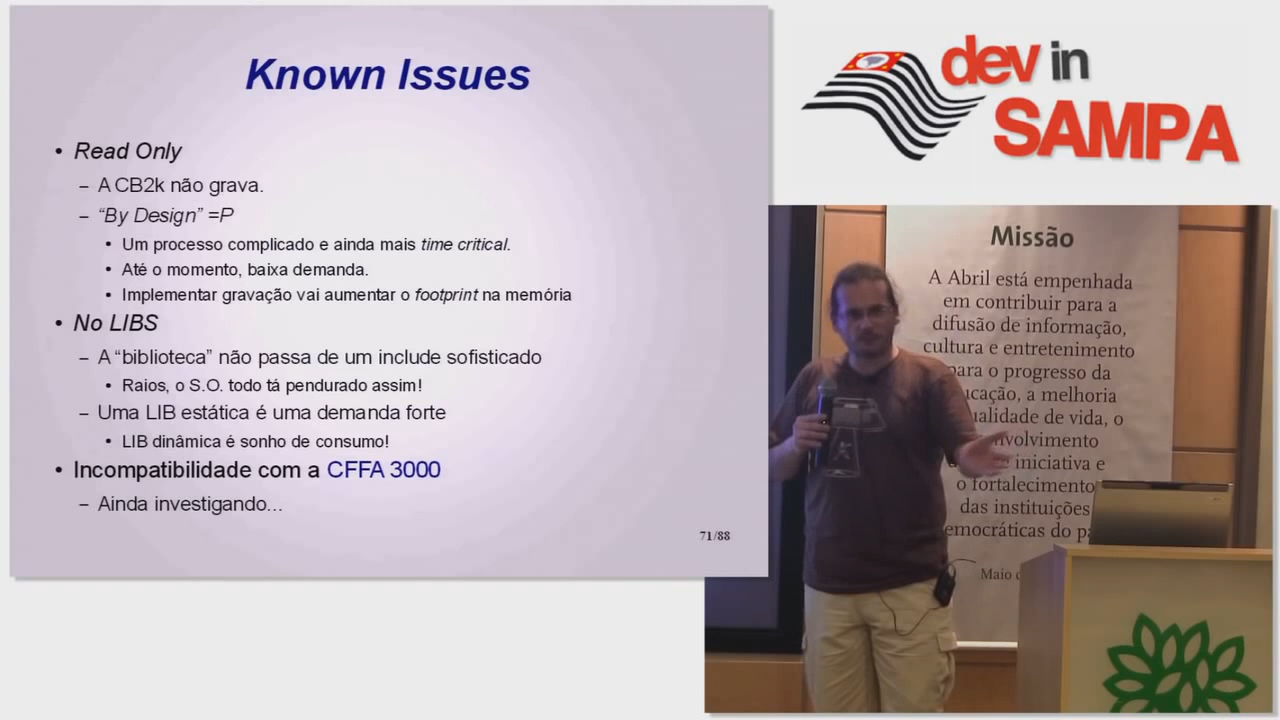 Known Issues
• Read Only
– A CB2k não grava.
– “By Design” =P
• Um processo complicado e ainda mais time critical.
• Até o momento, baixa demanda.
• Implementar gravação vai aumentar o footprint na memória
• No LIBS
– A “biblioteca” não passa de um include sofisticado
• Raios, o S.O. todo tá pendurado assim!
– Uma LIB estática é uma demanda forte
• LIB dinâmica é sonho de consumo!
• Incompatibilidade com a CFFA 3000
– Ainda investigando...
71/88
dev in
SAMPA
Missão
A Abril está empenhada
em contribuir para a
difusão de informação,
cultura e entretenimento
para o progresso da
a melhoria
qualidade de vida, o
iniciativa e
o fortalecimento
das instituições
Maio